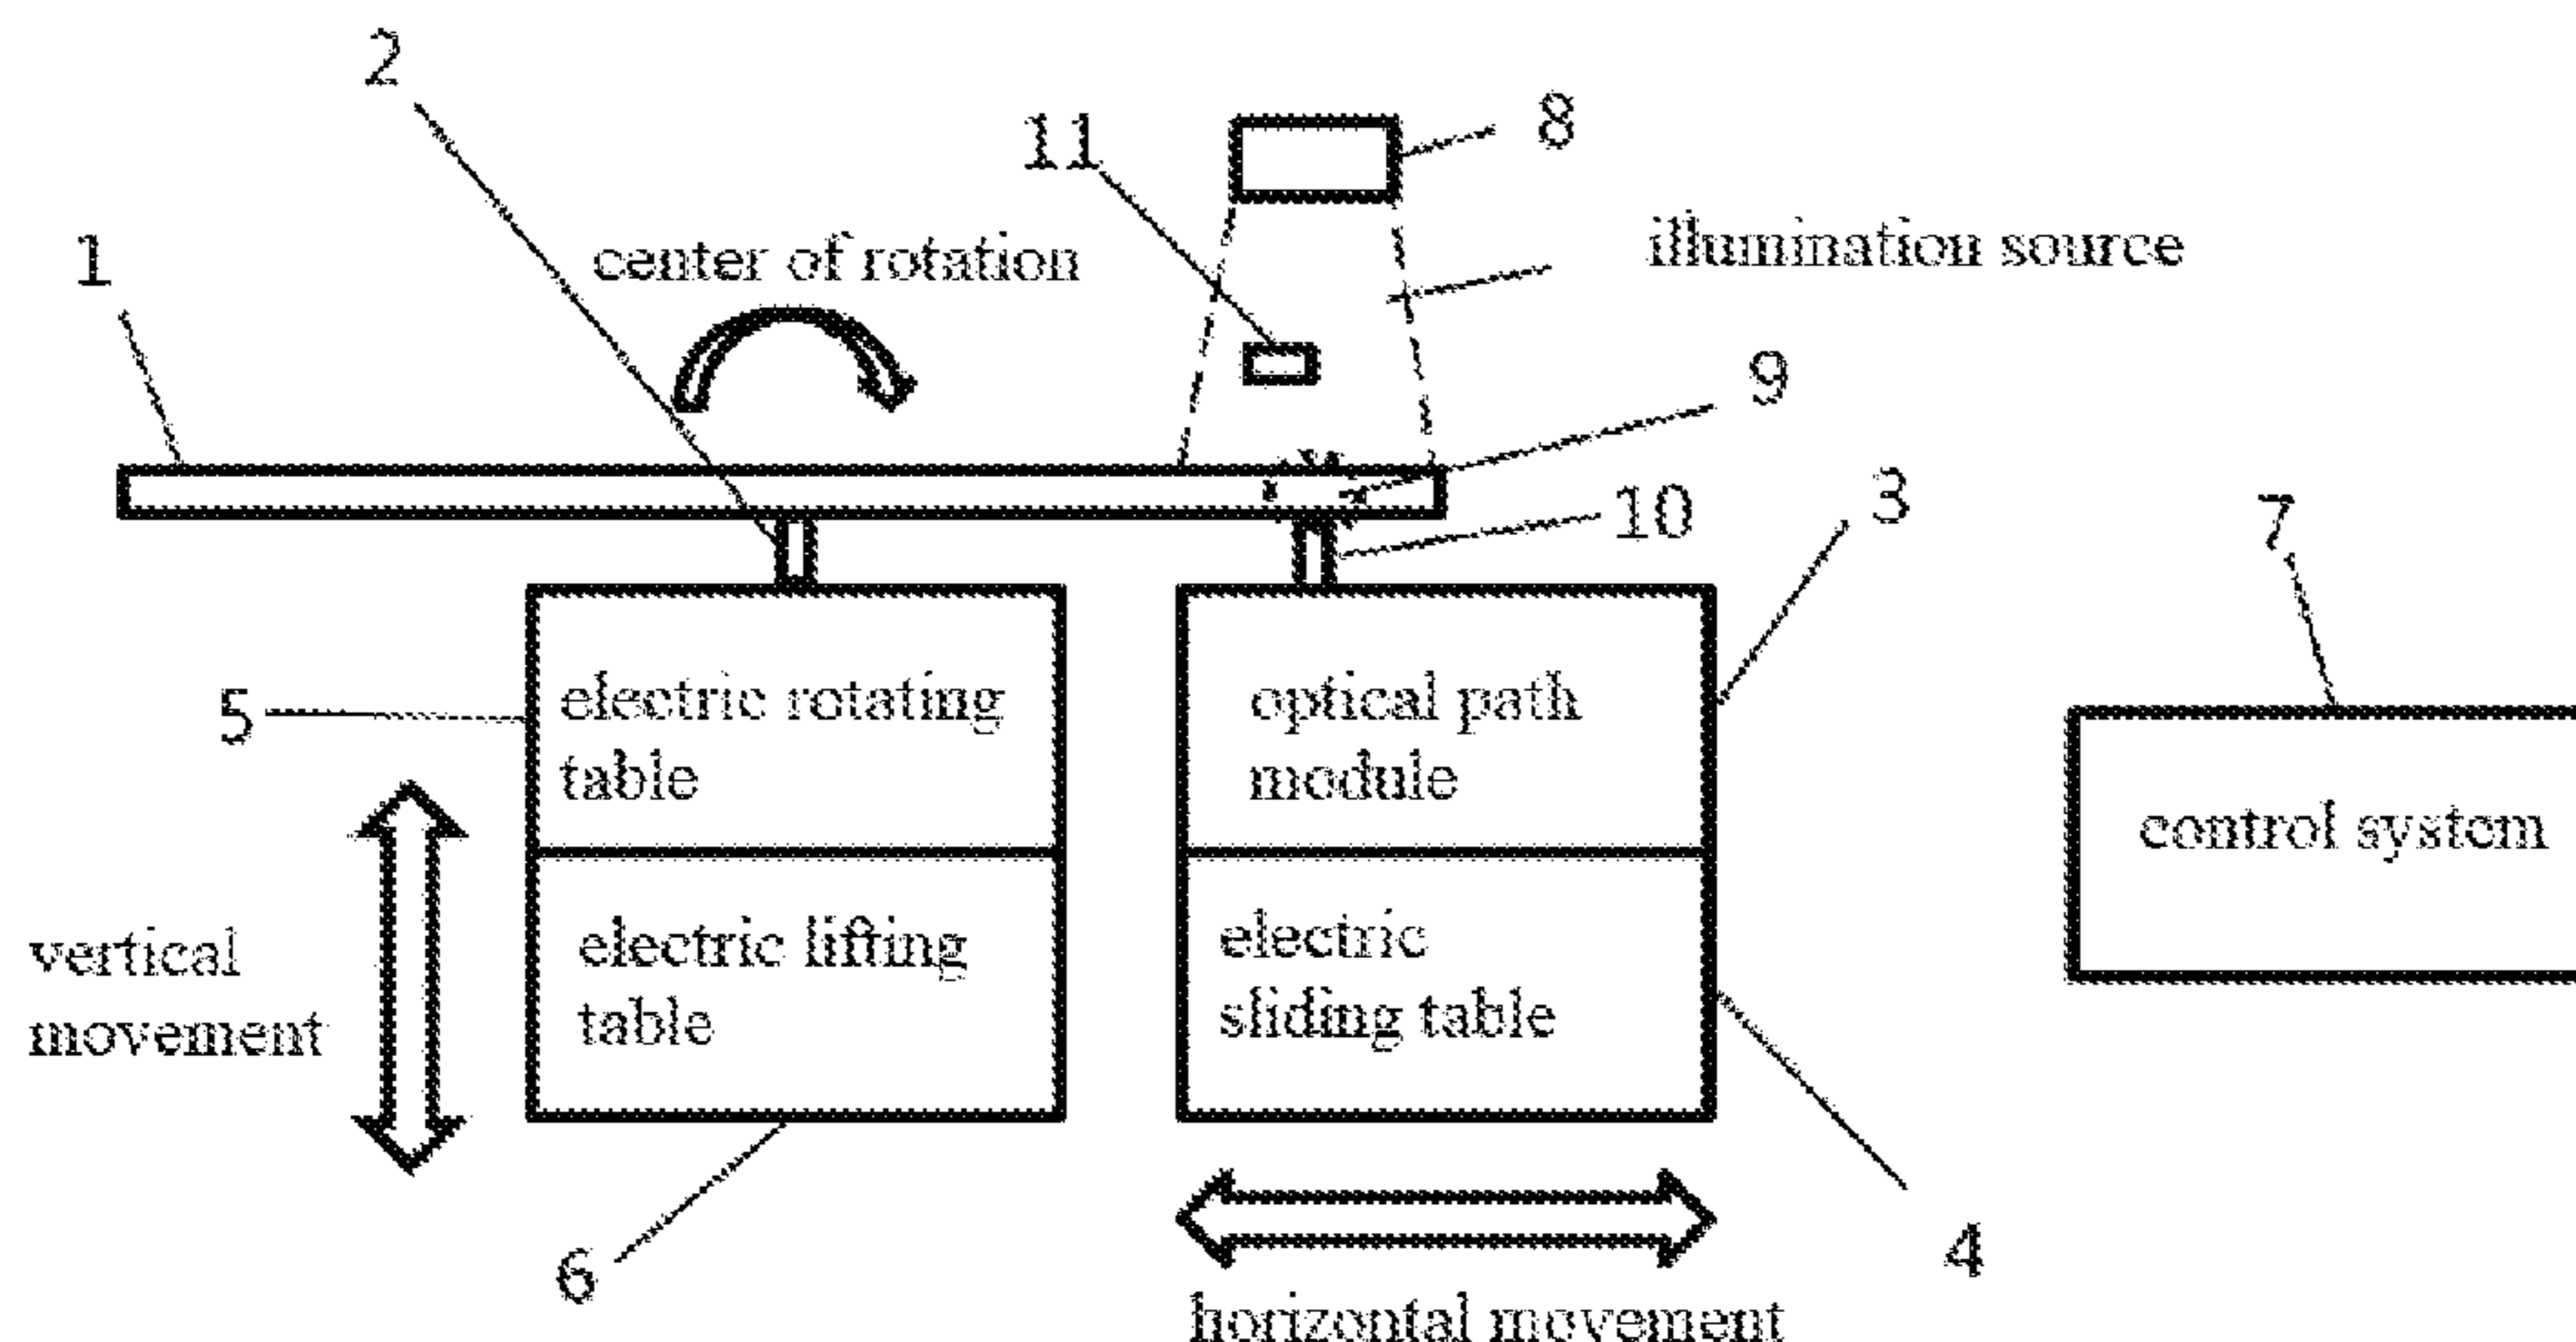 2
8
11
illumination source
1
center of rotation
9
3
10
7
electric rotating
table
optical path
module
5
control system
vertical
movement
electric lifting
table
electric
sliding table
6
4
horizontal movement